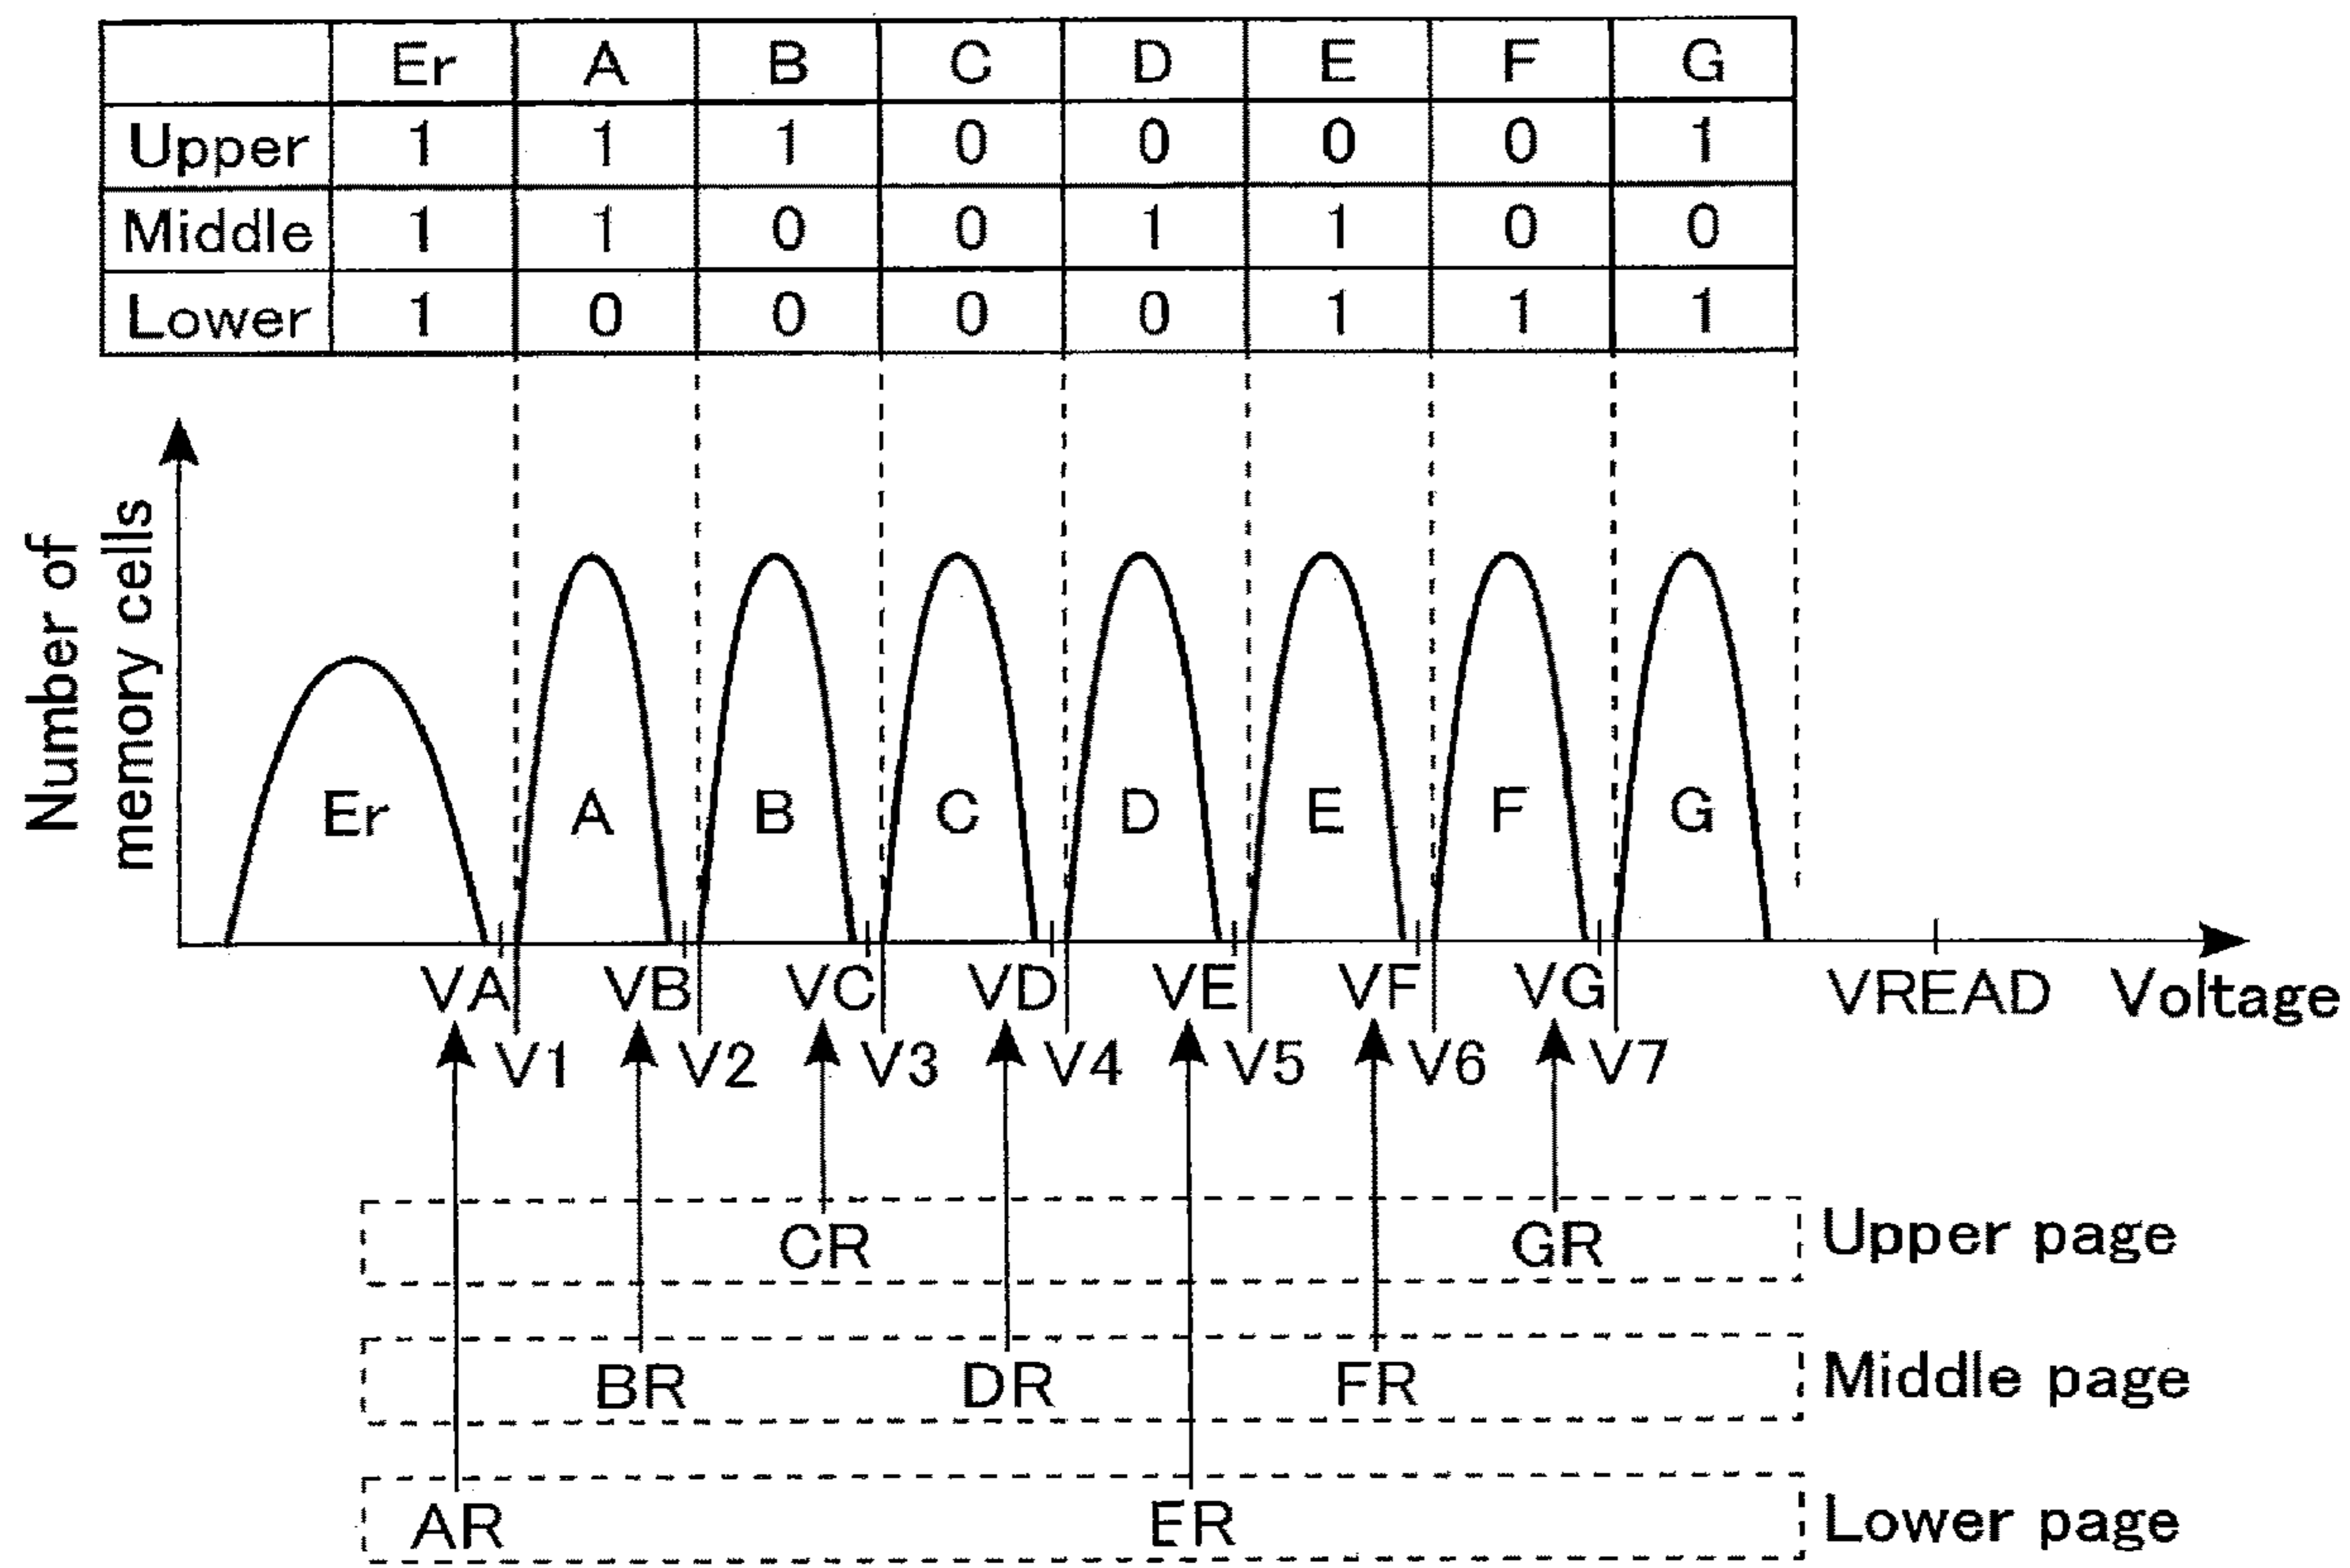 Er A B C D E F G
Upper 1 1 1 0 0 0 0 1
Middle 1 1 0 0 1 1 0 0
Lower 1 0 0 0 0 1 1 1
Number of
memory cells
Er A B C D E F G
VA VB VC VD VE VF VG VREAD Voltage
V1 V2 V3 V4 V5 V6 V7
CR GR Upper page
BR DR FR Middle page
AR ER Lower page